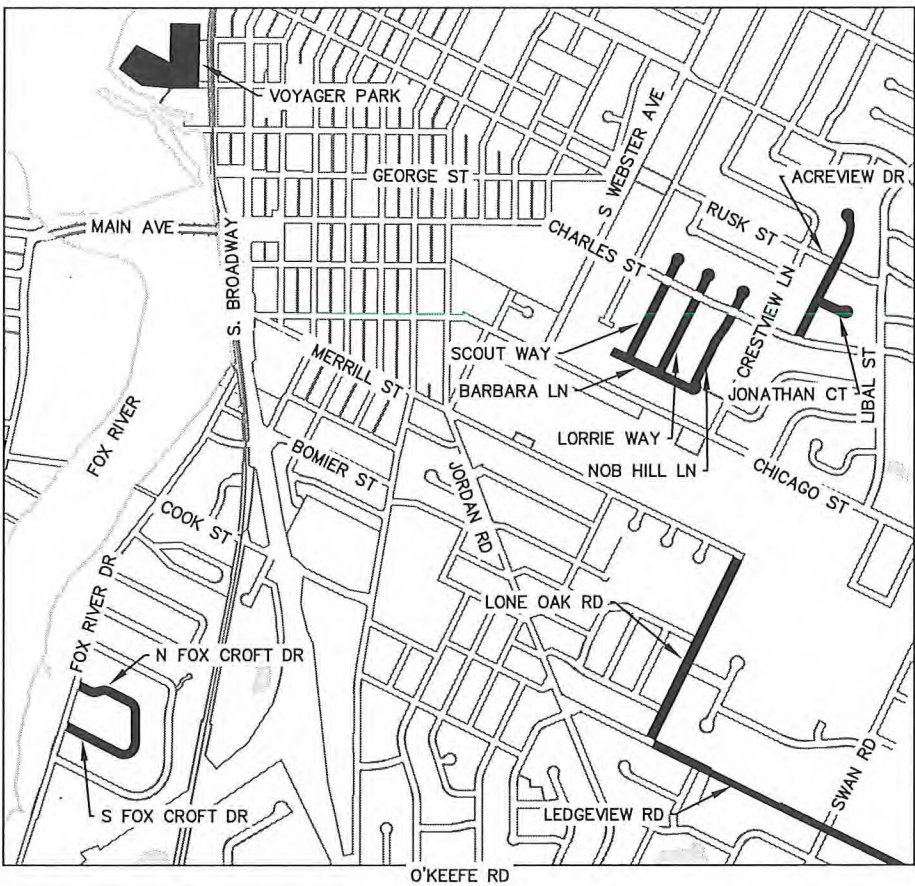 VOYAGER PARK
GEORGE ST
S WEBSTER AVE
ACREVIEW DR
RUSK ST
MAIN AVE
CHARLES ST
S. BROADWAY
CRESTVIEW LN
SCOUT WAY
MERRILL ST
BARBARA LN
JONATHAN CT
LIBAL ST
LORRIE WAY
NOB HILL LN
FOX RIVER
BOMIER ST
JORDAN RD
CHICAGO ST
COOK ST
LONE OAK RD
FOX RIVER DR
N FOX CROFT DR
SWAN RD
S FOX CROFT DR
LEDGEVIEW RD
O'KEEFE RD